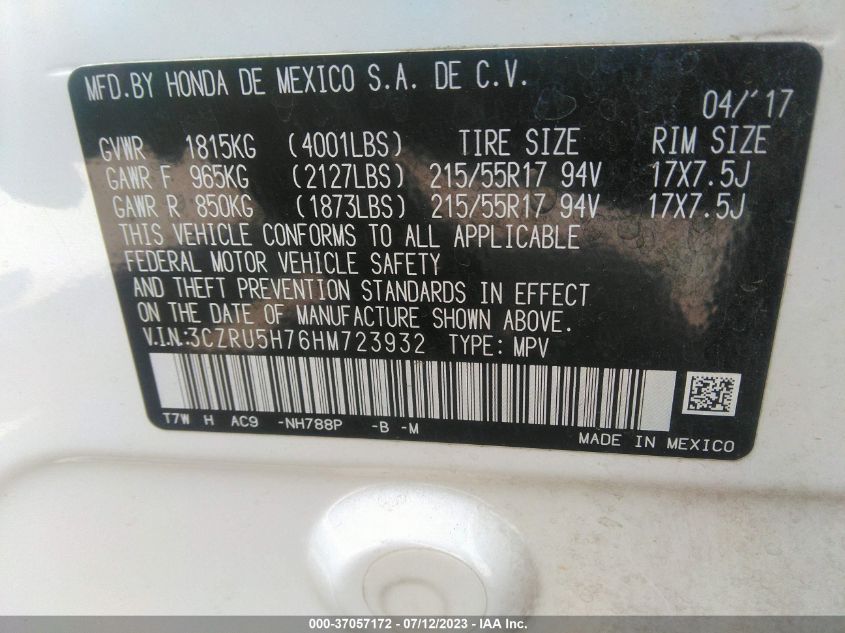 MFD.BY HONDA DE MEXICO S.A. DE C.V.
04/'17
GVWR 1815KG (4001LBS) TIRE SIZE RIM SIZE
GAWR F 965KG (2127LBS) 215/55R17 94V 17X7.5J
GAWR R 850KG (1873LBS) 215/55R17 94V 17X7.5J
THIS VEHICLE CONFORMS TO ALL APPLICABLE
FEDERAL MOTOR VEHICLE SAFETY
AND THEFT PREVENTION STANDARDS IN EFFECT
ON THE DATE OF MANUFACTURE SHOWN ABOVE.
V.I.N.:3CZRU5H76HM723932 TYPE: MPV
T7W H AC9 -NH788P -B -M
MADE IN MEXICO
000-37057172 - 07/12/2023 - IAA Inc.